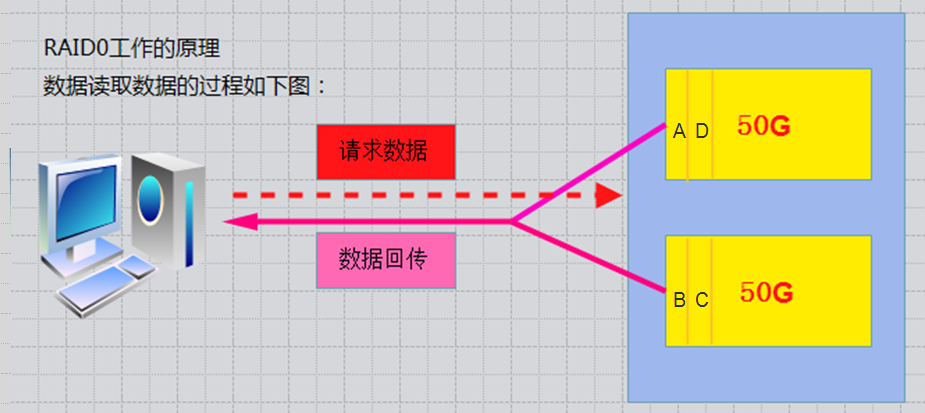 RAID0工作的原理
数据读取数据的过程如下图：
请求数据
A D 50G
数据回传
B C 50G